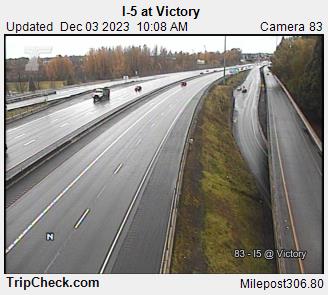 I-5 at Victory
Updated Dec 03 2023 10:08 AM Camera 83
N
83 - I5 @ Victory
TripCheck.com Milepost306.80